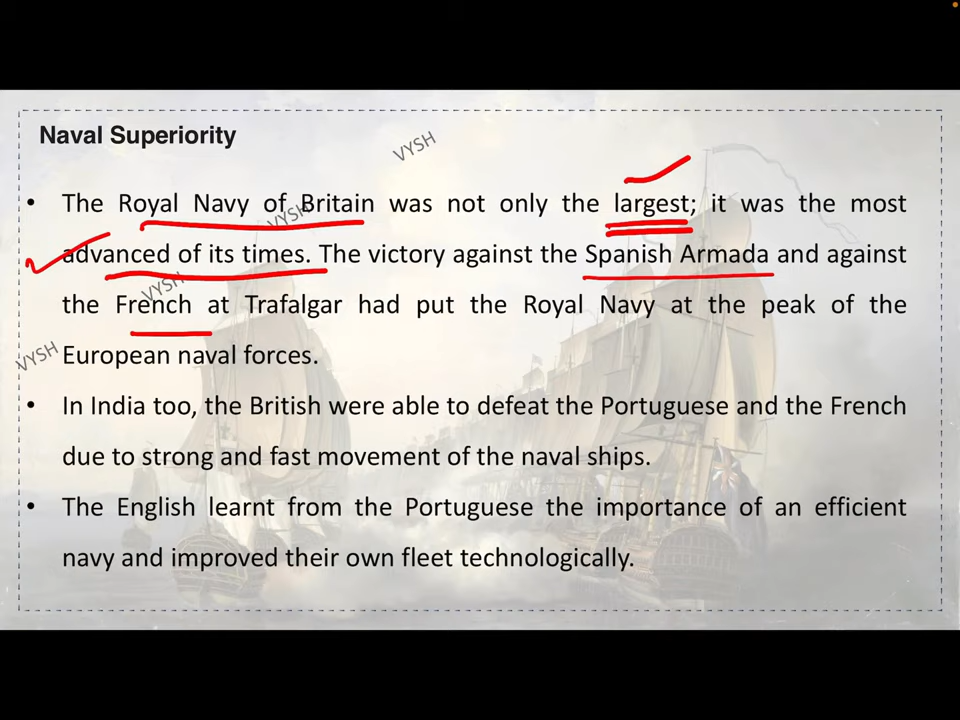 Naval Superiority
VYSH
• The Royal Navy of Britain was not only the largest; it was the most
VYSH
advanced of its times. The victory against the Spanish Armada and against
VYSH
the French at Trafalgar had put the Royal Navy at the peak of the
VYSH
European naval forces.
• In India too, the British were able to defeat the Portuguese and the French
due to strong and fast movement of the naval ships.
• The English learnt from the Portuguese the importance of an efficient
navy and improved their own fleet technologically.